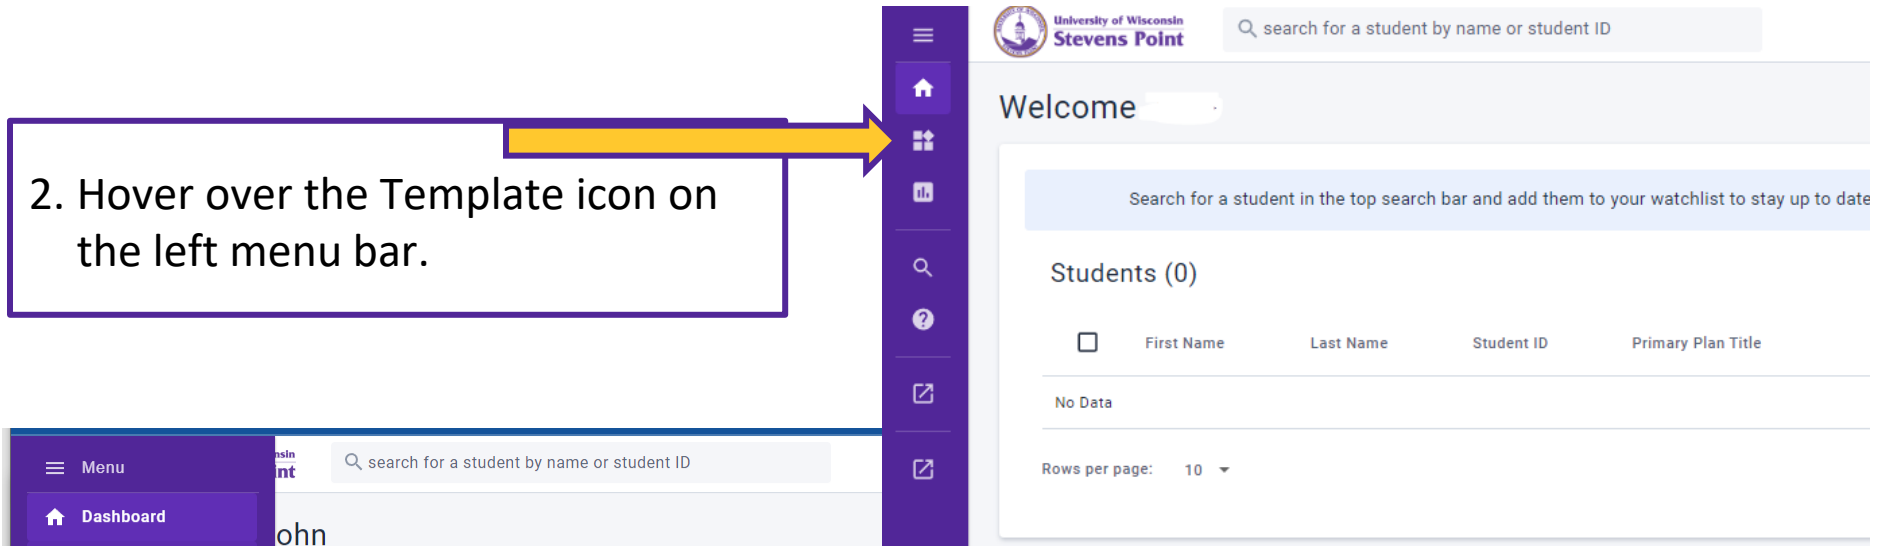 2. Hover over the Template icon on
the left menu bar.
University of Wisconsin
Stevens Point
search for a student by name or student ID
Welcome
Search for a student in the top search bar and add them to your watchlist to stay up to date
Students (0)
First Name Last Name Student ID Primary Plan Title
No Data
Rows per page: 10
Menu
nsin
int
search for a student by name or student ID
Dashboard
ohn